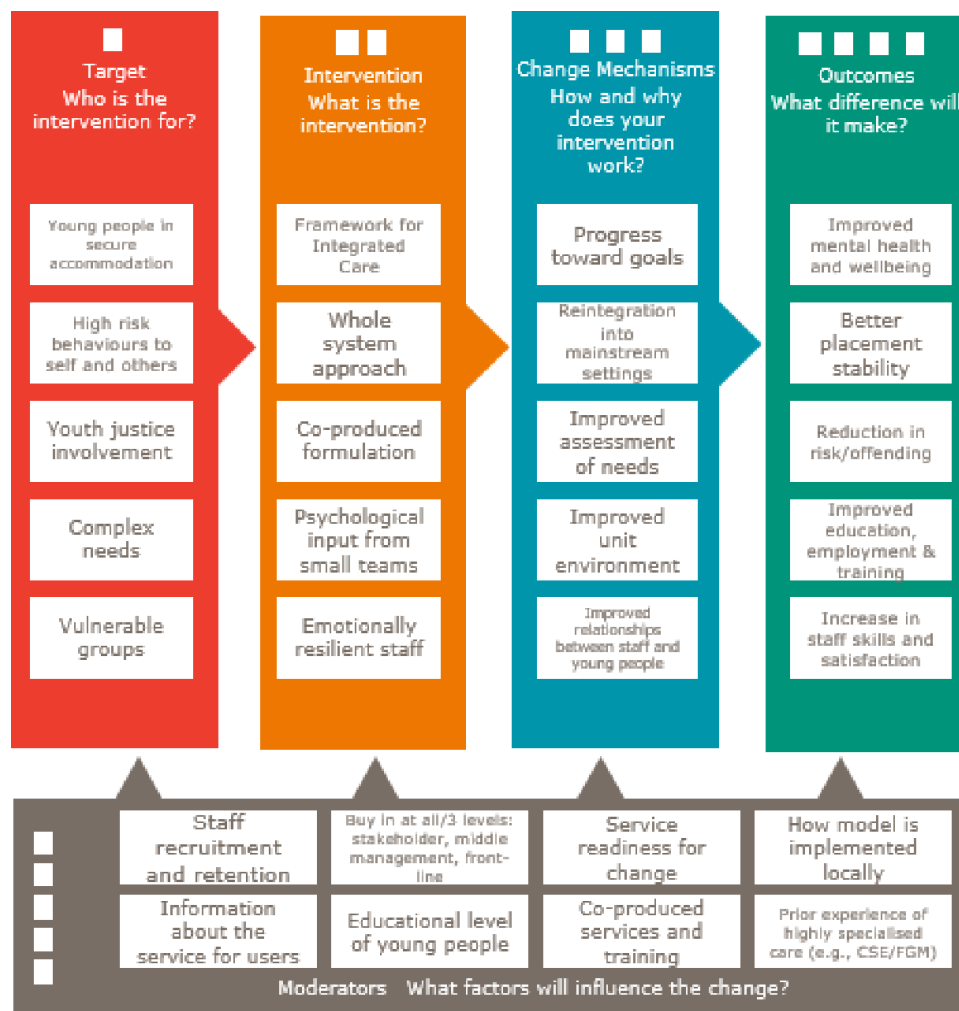 Target
Who is the
intervention for?
Young people in
secure
accommodation
High risk
behaviours to
self and others
Youth justice
involvement
Complex
needs
Vulnerable
groups
Intervention
What is the
intervention?
Framework for
Integrated
Care
Whole
system
approach
Co-produced
formulation
Psychological
input from
small teams
Emotionally
resilient staff
Change Mechanisms
How and why
does your
intervention
work?
Progress
toward goals
Reintegration
into
mainstream
settings
Improved
assessment
of needs
Improved
unit
environment
Improved
relationships
between staff and
young people
Outcomes
What difference will
it make?
Improved
mental health
and wellbeing
Better
placement
stability
Reduction in
risk/offending
Improved
education,
employment &
training
Increase in
staff skills and
satisfaction
Staff
recruitment
and retention
Buy in at all/3 levels:
stakeholder, middle
management, front-
line
Service
readiness for
change
How model is
implemented
locally
Information
about the
service for users
Educational level
of young people
Co-produced
services and
training
Prior experience of
highly specialised
care (e.g., CSE/FGM)
Moderators What factors will influence the change?